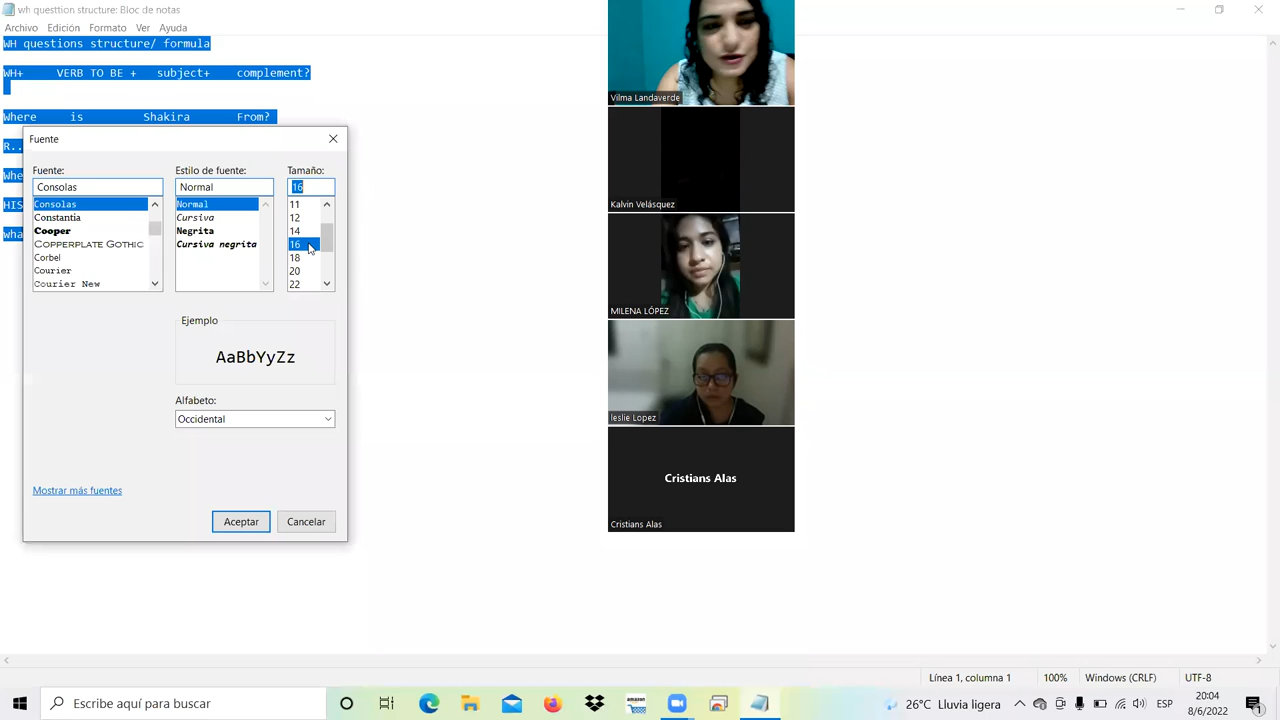 wh questtion structure: Bloc de notas
Archivo Edición Formato Ver Ayuda
WH questions structure/ formula
WH+ VERB TO BE + subject+ complement?
Where is Shakira From?
R..
Whe
HIS
wha
Fuente
Fuente:
Consolas
Consolas
Constantia
Cooper
COPPERPLATE GOTHIC
Corbel
Courier
Courier New
Estilo de fuente:
Normal
Normal
Cursiva
Negrita
Cursiva negrita
Tamaño:
16
11
12
14
16
18
20
22
Ejemplo
AaBbYyZz
Alfabeto:
Occidental
Mostrar más fuentes
Aceptar
Cancelar
Vilma Landaverde
Kalvin Velásquez
MILENA LÓPEZ
leslie Lopez
Cristians Alas
Cristians Alas
Línea 1, columna 1 100% Windows (CRLF) UTF-8
Escribe aquí para buscar
amazon
26°C Lluvia ligera
ESP
20:04
8/6/2022
1